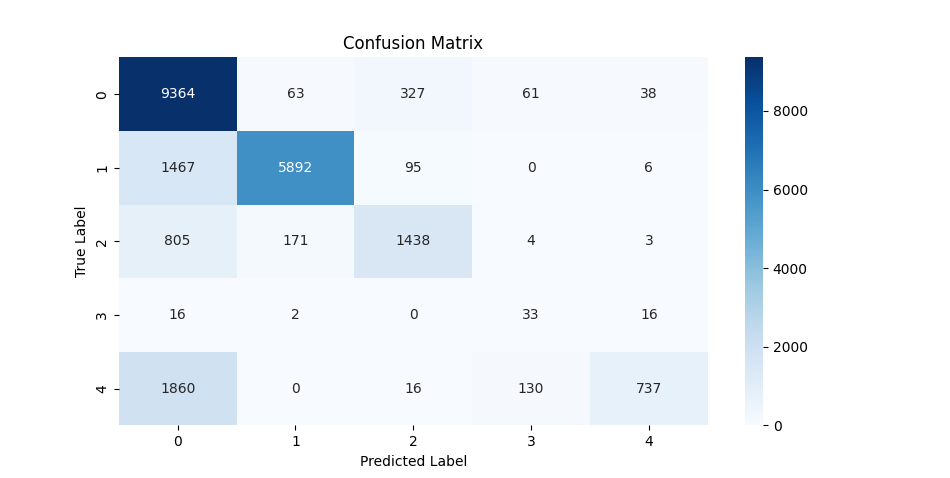 Confusion Matrix
True Label
0 9364 63 327 61 38
1 1467 5892 95 0 6
2 805 171 1438 4 3
3 16 2 0 33 16
4 1860 0 16 130 737
0 1 2 3 4
Predicted Label
8000
6000
4000
2000
0